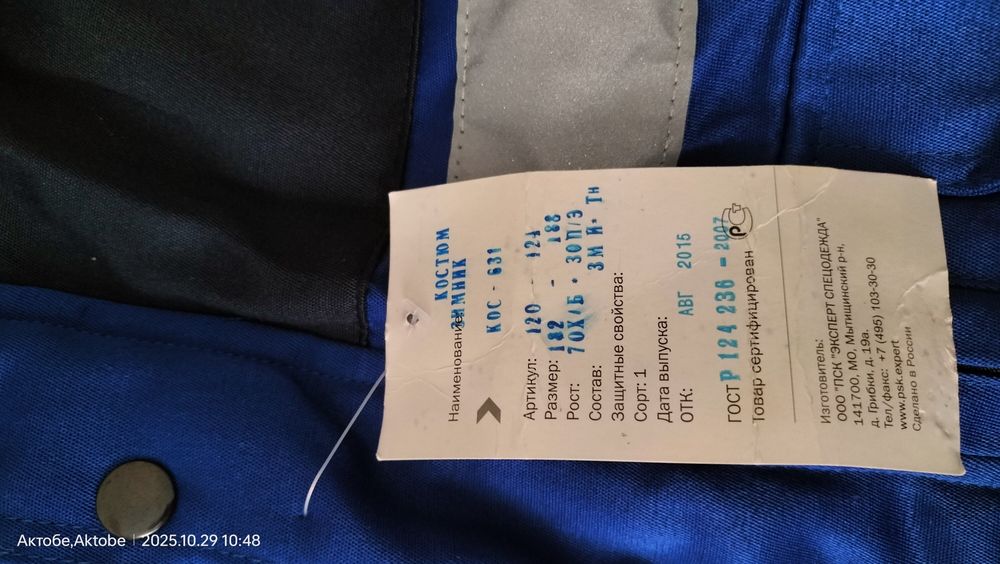 Наименование:
КОСТЮМ
ЗИМНИК
КОС - 631
Артикул:
120 - 124
Размер:
182 - 188
Рост:
70Х/Б • 30П/Э
Состав:
ЗМИ• Тн
Защитные свойства:
Сорт: 1
Дата выпуска:
АВГ 2015
ОТК:
ГОСТ Р 124 236 - 2007
Товар сертифицирован
Изготовитель:
ООО "ПСК "ЭКСПЕРТ СПЕЦОДЕЖДА"
141700, МО, Мытищинский р-н,
д. Грибки, д. 19а.
Тел/факс: +7 (495) 103-30-30
www.psk.expert
Сделано в России
Актобе,Aktobe | 2025.10.29 10:48